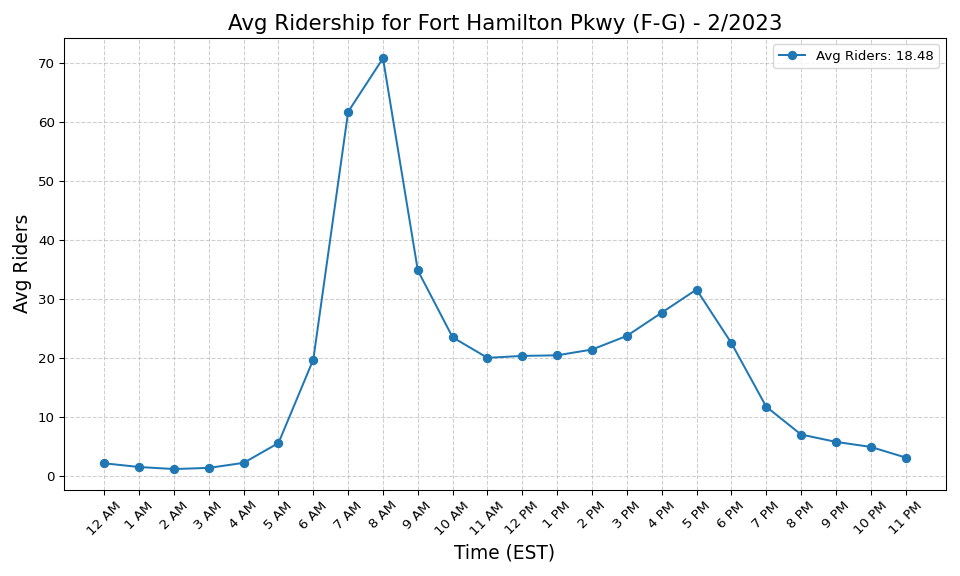 Avg Ridership for Fort Hamilton Pkwy (F-G) - 2/2023
Avg Riders: 18.48
Avg Riders
70
60
50
40
30
20
10
0
12 AM
1 AM
2 AM
3 AM
4 AM
5 AM
6 AM
7 AM
8 AM
9 AM
10 AM
11 AM
12 PM
1 PM
2 PM
3 PM
4 PM
5 PM
6 PM
7 PM
8 PM
9 PM
10 PM
11 PM
Time (EST)